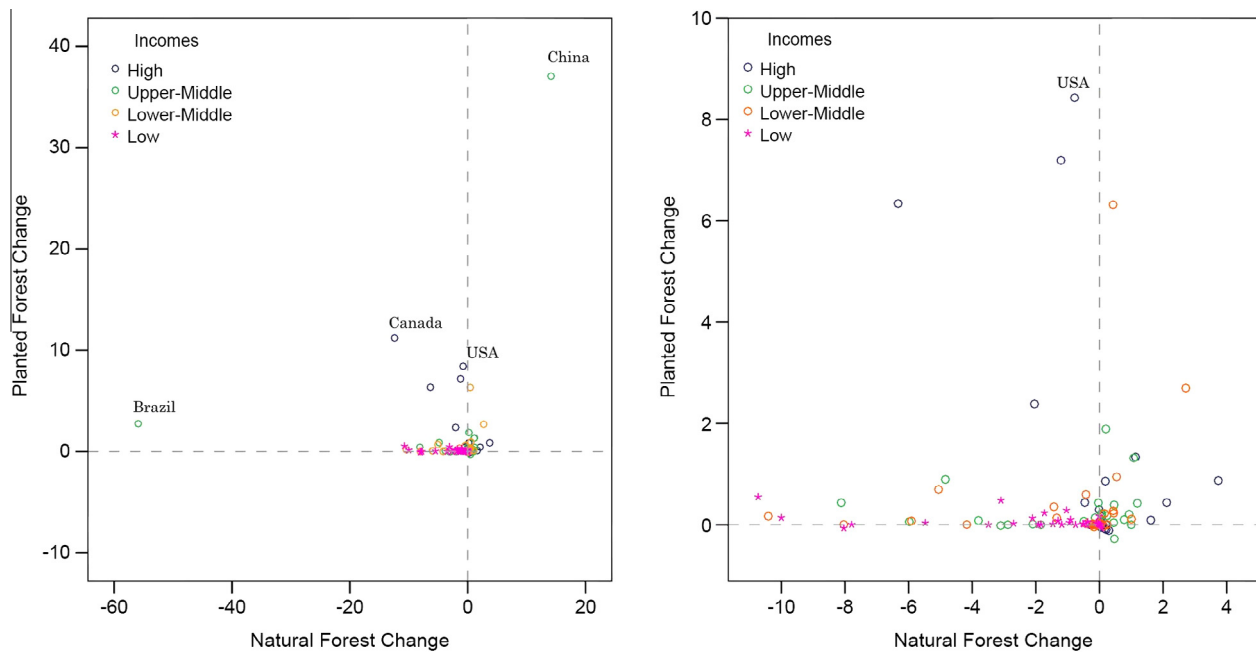 Incomes
High
Upper-Middle
Lower-Middle
Low
China
Canada
USA
Brazil
40
30
20
10
0
-10
-60
-40
-20
0
20
Planted Forest Change
Natural Forest Change
Incomes
High
Upper-Middle
Lower-Middle
Low
USA
10
8
6
4
2
0
-10
-8
-6
-4
-2
0
2
4
Planted Forest Change
Natural Forest Change